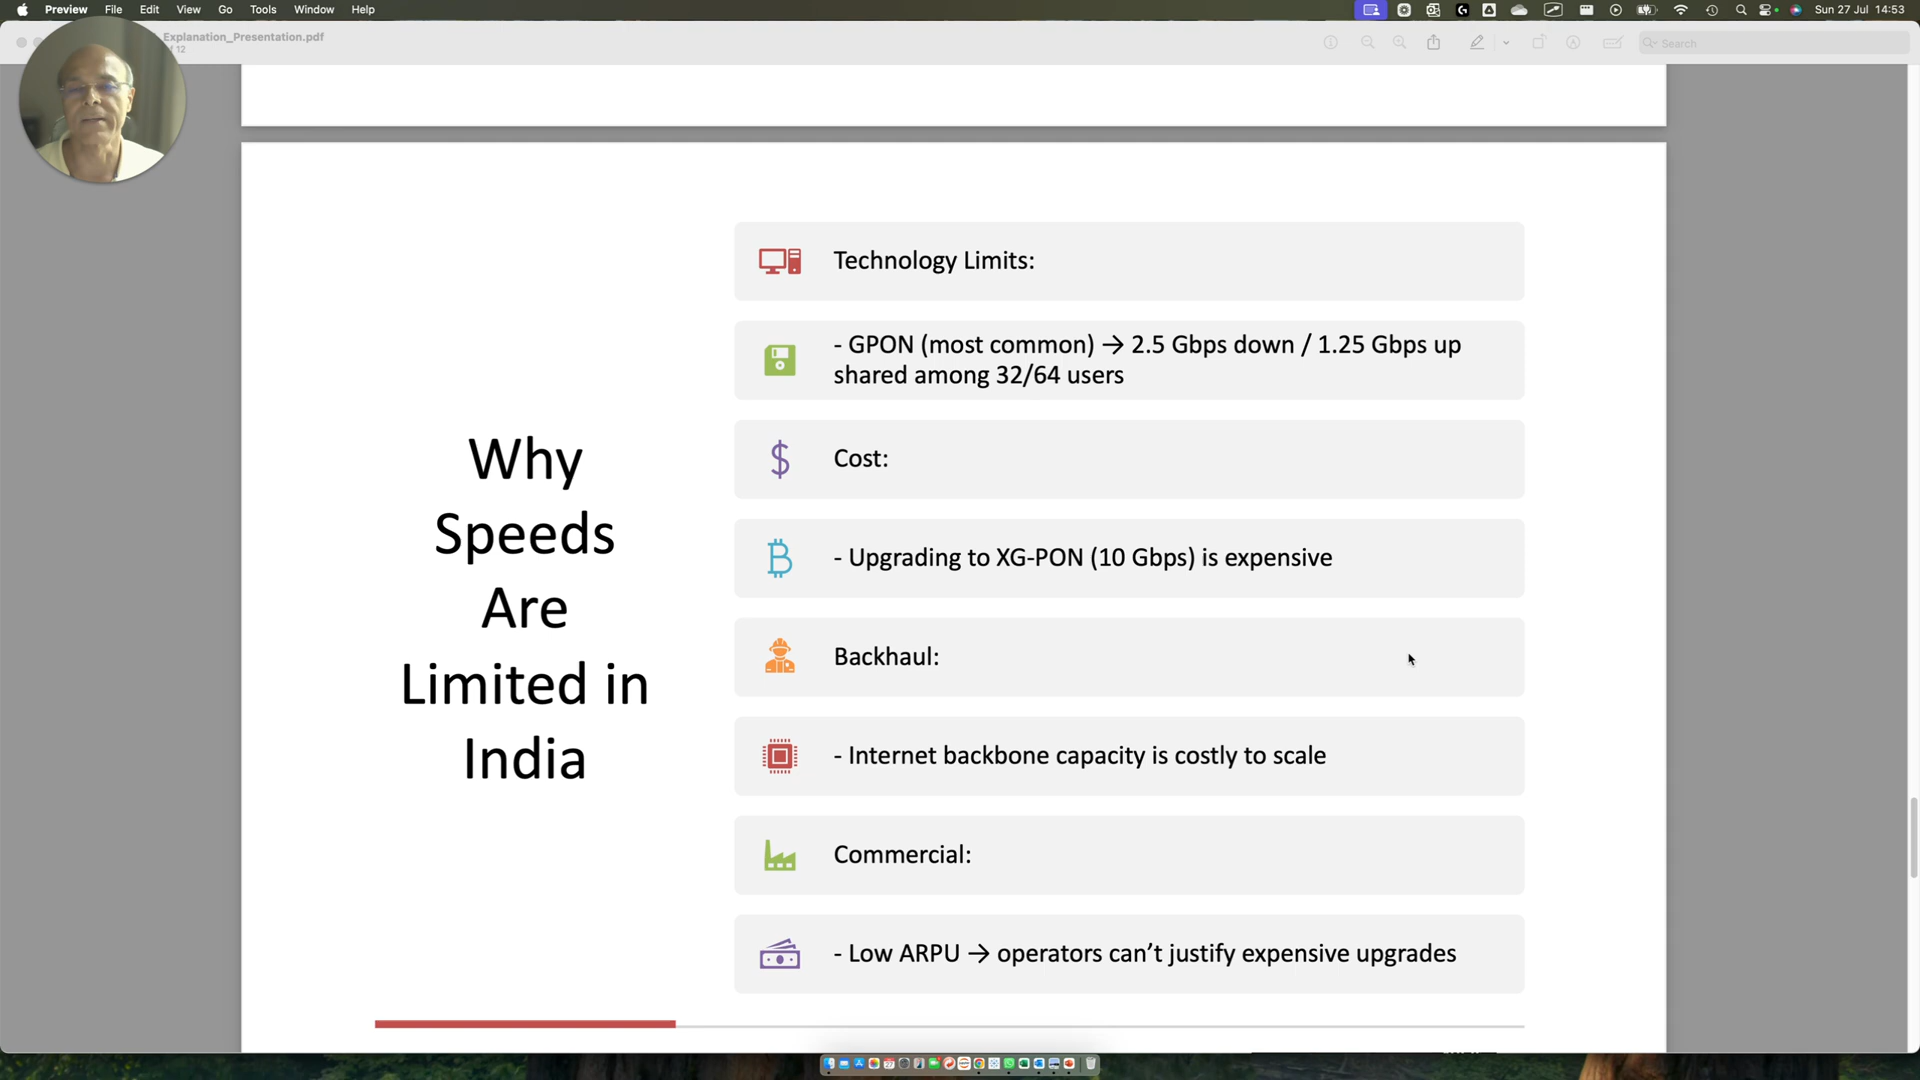 Preview File Edit View Go Tools Window Help
Sun 27 Jul 14:53
Explanation_Presentation.pdf
of 12
Search
Why
Speeds
Are
Limited in
India
Technology Limits:
- GPON (most common) → 2.5 Gbps down / 1.25 Gbps up
shared among 32/64 users
Cost:
- Upgrading to XG-PON (10 Gbps) is expensive
Backhaul:
- Internet backbone capacity is costly to scale
Commercial:
- Low ARPU → operators can’t justify expensive upgrades